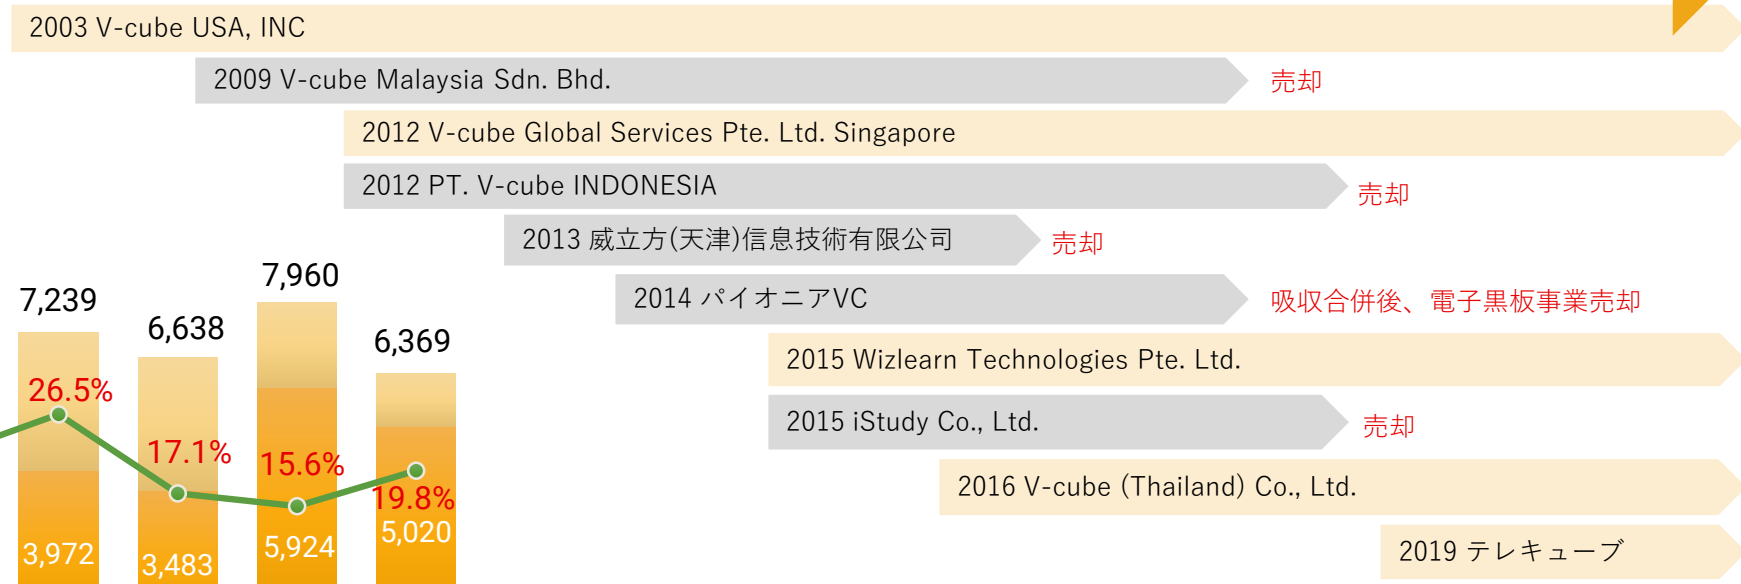 2003 V-cube USA, INC
2009 V-cube Malaysia Sdn. Bhd.
売却
2012 V-cube Global Services Pte. Ltd. Singapore
2012 PT. V-cube INDONESIA
売却
2013 威立方(天津)信息技術有限公司
売却
2014 パイオニアVC
吸収合併後、電子黒板事業売却
2015 Wizlearn Technologies Pte. Ltd.
2015 iStudy Co., Ltd.
売却
2016 V-cube (Thailand) Co., Ltd.
2019 テレキューブ
7,239
6,638
7,960
6,369
26.5%
17.1%
15.6%
19.8%
3,972
3,483
5,924
5,020